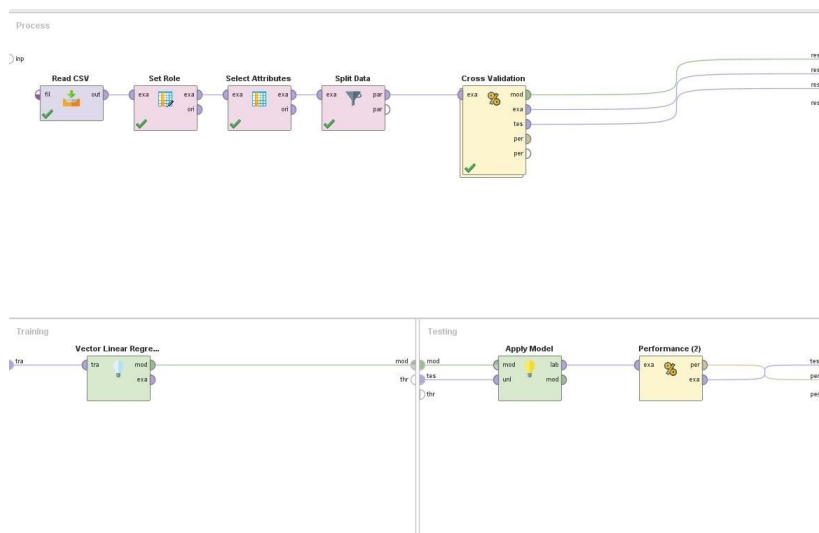 Process
inp
res
Read CSV
Set Role
Select Attributes
Split Data
Cross Validation
res
fil out
exa exa
exa exa
exa par
exa mod
res
ori
ori
par
exa
res
tes
per
per
Training
Testing
Vector Linear Regre...
Apply Model
Performance (2)
tra
tra mod
mod
mod
mod lab
exa per
tes
exa
thr
tes
unl mod
exa
per
thr
per